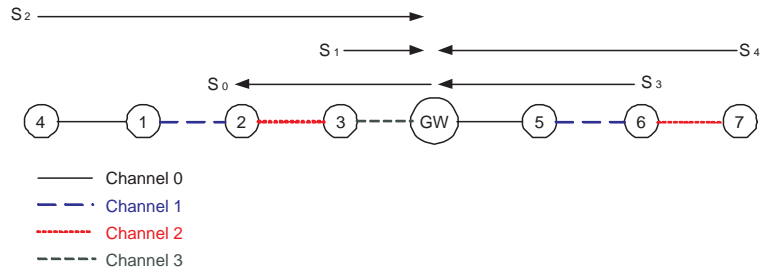 S2
S1
S4
S0
S3
4 1 2 3 GW 5 6 7
Channel 0
Channel 1
Channel 2
Channel 3